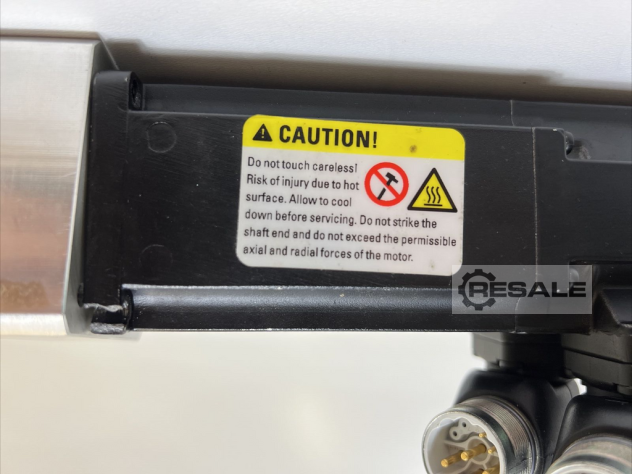 CAUTION!
Do not touch careless!
Risk of injury due to hot
surface. Allow to cool
down before servicing. Do not strike the
shaft end and do not exceed the permissible
axial and radial forces of the motor.
RESALE